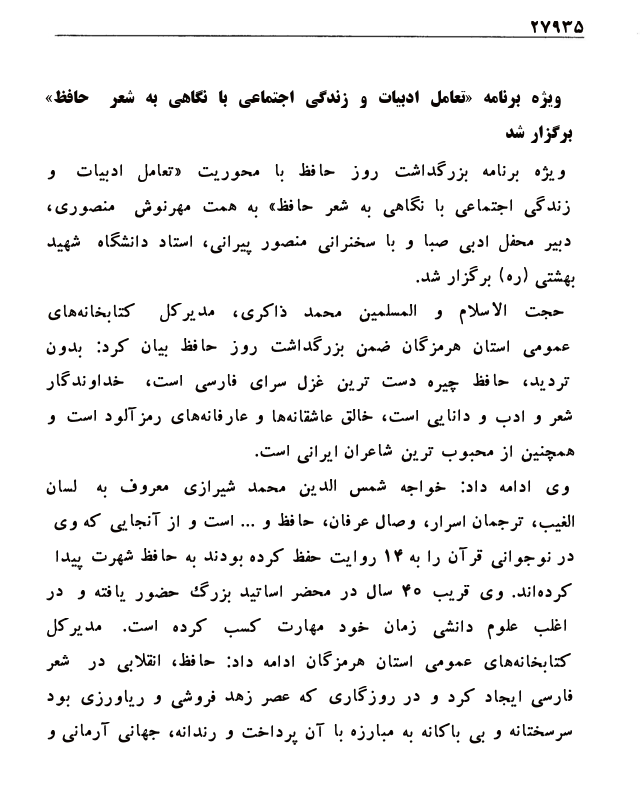 ۲۷۹۳۵
ویژه برنامه «تعامل ادبیات و زندگی اجتماعی با نگاهی به شعر حافظ»
برگزار شد
ویژه برنامه بزرگداشت روز حافظ با محوریت «تعامل ادبیات و
زندگی اجتماعی با نگاهی به شعر حافظ» به همت مهرنوش منصوری،
دبیر محفل ادبی صبا و با سخنرانی منصور پیرانی، استاد دانشگاه شهید
بهشتی (ره) برگزار شد.
حجت الاسلام و المسلمین محمد ذاکری، مدیرکل کتابخانه‌های
عمومی استان هرمزگان ضمن بزرگداشت روز حافظ بیان کرد: بدون
تردید، حافظ چیره دست ترین غزل سرای فارسی است، خداوندگار
شعر و ادب و دانایی است، خالق عاشقانه‌ها و عارفانه‌های رمزآلود است و
همچنین از محبوب ترین شاعران ایرانی است.
وی ادامه داد: خواجه شمس الدین محمد شیرازی معروف به لسان
الغیب، ترجمان اسرار، وصال عرفان، حافظ و ... است و از آنجایی که وی
در نوجوانی قرآن را به ۱۴ روایت حفظ کرده بودند به حافظ شهرت پیدا
کرده‌اند. وی قریب ۴۰ سال در محضر اساتید بزرگ حضور یافته و در
اغلب علوم دانشی زمان خود مهارت کسب کرده است. مدیرکل
کتابخانه‌های عمومی استان هرمزگان ادامه داد: حافظ، انقلابی در شعر
فارسی ایجاد کرد و در روزگاری که عصر زهد فروشی و ریاورزی بود
سرسختانه و بی باکانه به مبارزه با آن پرداخت و رندانه، جهانی آرمانی و